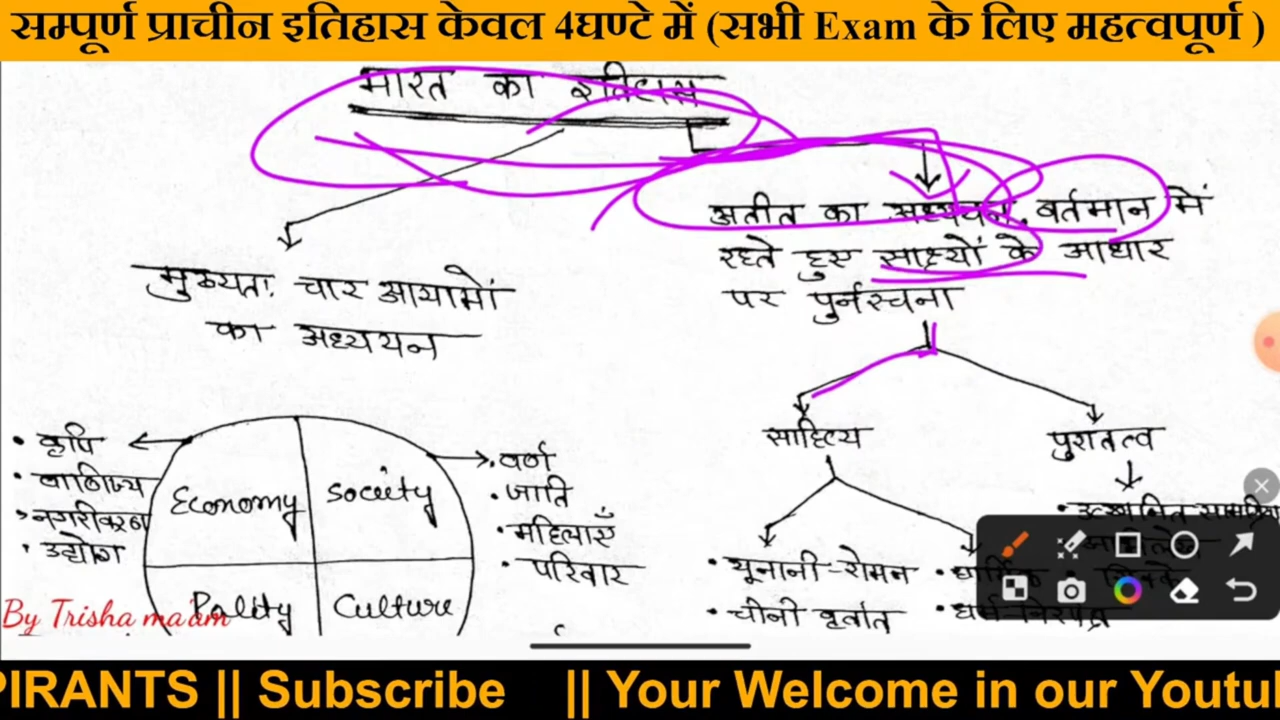 सम्पूर्ण प्राचीन इतिहास केवल 4घण्टे में (सभी Exam के लिए महत्वपूर्ण )
भारत का इतिहास
अतीत का अध्ययन, वर्तमान में
रहते हुए साक्ष्यों के आधार
पर पुर्नरचना
मुख्यतः चार आयामों
का अध्ययन
साहित्य
पुरातत्व
• कृषि
• वाणिज्य
• नगरीकरण
• उद्योग
Economy
Society
Polity
Culture
• वर्ण
• जाति
• महिलाएँ
• परिवार
• यूनानी-रोमन
• चीनी वृतांत
By Trisha ma'am
PIRANTS || Subscribe || Your Welcome in our Youtu